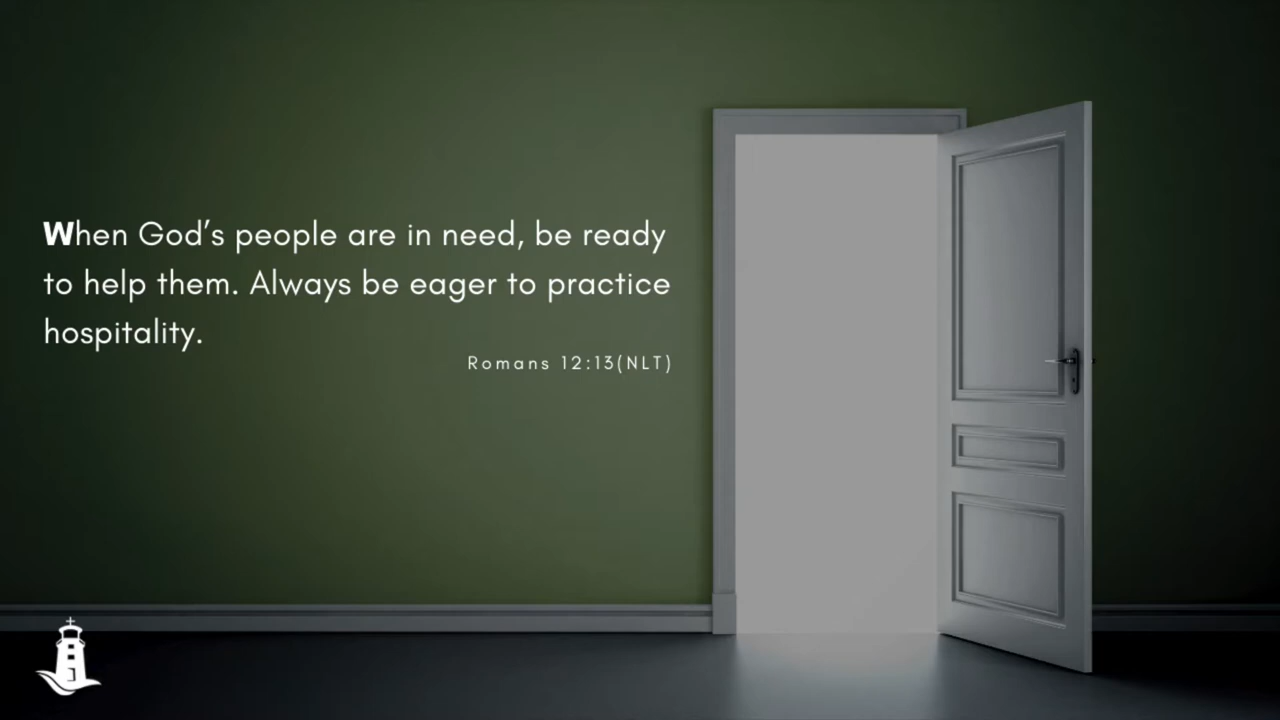 When God’s people are in need, be ready
to help them. Always be eager to practice
hospitality.
Romans 12:13(NLT)